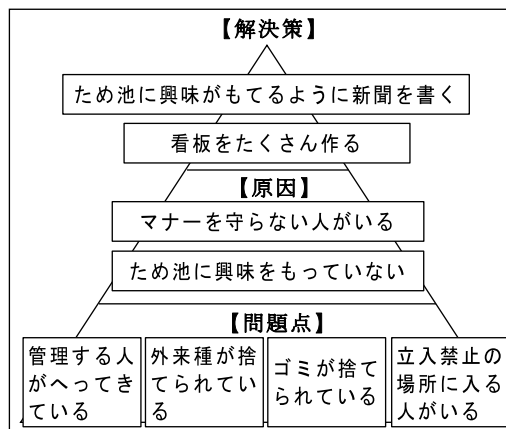 【解決策】
ため池に興味がもてるように新聞を書く
看板をたくさん作る
【原因】
マナーを守らない人がいる
ため池に興味をもっていない
【問題点】
管理する人
がへってき
ている
外来種が捨
てられてい
る
ゴミが捨て
られている
立入禁止の
場所に入る
人がいる